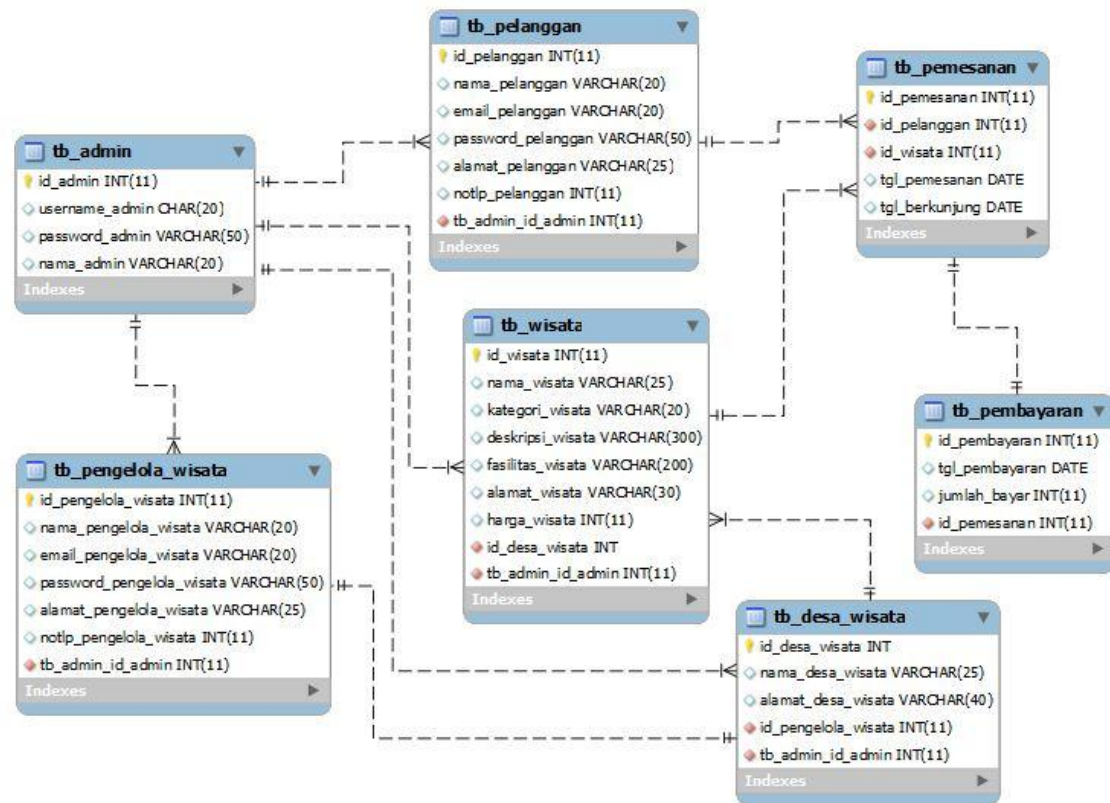 tb_pelanggan
id_pelanggan INT(11)
nama_pelanggan VARCHAR(20)
email_pelanggan VARCHAR(20)
password_pelanggan VARCHAR(50)
alamat_pelanggan VARCHAR(25)
notlp_pelanggan INT(11)
tb_admin_id_admin INT(11)
Indexes
tb_pemesanan
id_pemesanan INT(11)
id_pelanggan INT(11)
id_wisata INT(11)
tgl_pemesanan DATE
tgl_berkunjung DATE
Indexes
tb_admin
id_admin INT(11)
username_admin CHAR(20)
password_admin VARCHAR(50)
nama_admin VARCHAR(20)
Indexes
tb_wisata
id_wisata INT(11)
nama_wisata VARCHAR(25)
kategori_wisata VARCHAR(20)
deskripsi_wisata VARCHAR(300)
fasilitas_wisata VARCHAR(200)
alamat_wisata VARCHAR(30)
harga_wisata INT(11)
id_desa_wisata INT
tb_admin_id_admin INT(11)
Indexes
tb_pembayaran
id_pembayaran INT(11)
tgl_pembayaran DATE
jumlah_bayar INT(11)
id_pemesanan INT(11)
Indexes
tb_pengelola_wisata
id_pengelola_wisata INT(11)
nama_pengelola_wisata VARCHAR(20)
email_pengelola_wisata VARCHAR(20)
password_pengelola_wisata VARCHAR(50)
alamat_pengelola_wisata VARCHAR(25)
notlp_pengelola_wisata INT(11)
tb_admin_id_admin INT(11)
Indexes
tb_desa_wisata
id_desa_wisata INT
nama_desa_wisata VARCHAR(25)
alamat_desa_wisata VARCHAR(40)
id_pengelola_wisata INT(11)
tb_admin_id_admin INT(11)
Indexes